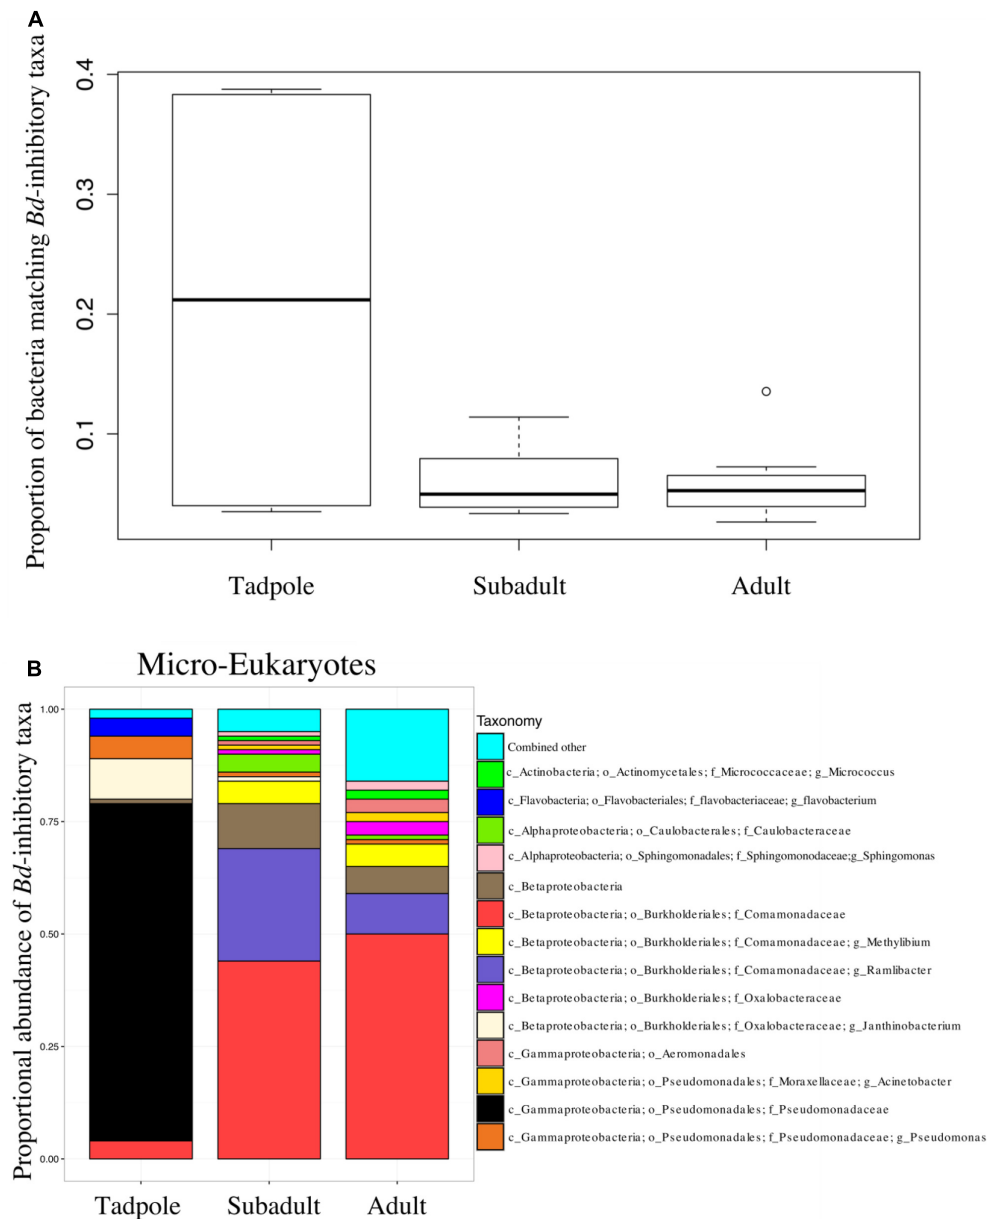 A
Proportion of bacteria matching Bd-inhibitory taxa
0.4
0.3
0.2
0.1
Tadpole Subadult Adult
B
Micro-Eukaryotes
Proportional abundance of Bd-inhibitory taxa
1.00
0.75
0.50
0.25
0.00
Tadpole Subadult Adult
Taxonomy
Combined other
c_Actinobacteria; o_Actinomycetales; f_Micrococcaceae; g_Micrococcus
c_Flavobacteria; o_Flavobacteriales; f_flavobacteriaceae; g_flavobacterium
c_Alphaproteobacteria; o_Caulobacterales; f_Caulobacteraceae
c_Alphaproteobacteria; o_Sphingomonadales; f_Sphingomonodaceae;g_Sphingomonas
c_Betaproteobacteria
c_Betaproteobacteria; o_Burkholderiales; f_Comamonadaceae
c_Betaproteobacteria; o_Burkholderiales; f_Comamonadaceae; g_Methylibium
c_Betaproteobacteria; o_Burkholderiales; f_Comamonadaceae; g_Ramlibacter
c_Betaproteobacteria; o_Burkholderiales; f_Oxalobacteraceae
c_Betaproteobacteria; o_Burkholderiales; f_Oxalobacteraceae; g_Janthinobacterium
c_Gammaproteobacteria; o_Aeromonadales
c_Gammaproteobacteria; o_Pseudomonadales; f_Moraxellaceae; g_Acinetobacter
c_Gammaproteobacteria; o_Pseudomonadales; f_Pseudomonadaceae
c_Gammaproteobacteria; o_Pseudomonadales; f_Pseudomonadaceae; g_Pseudomonas